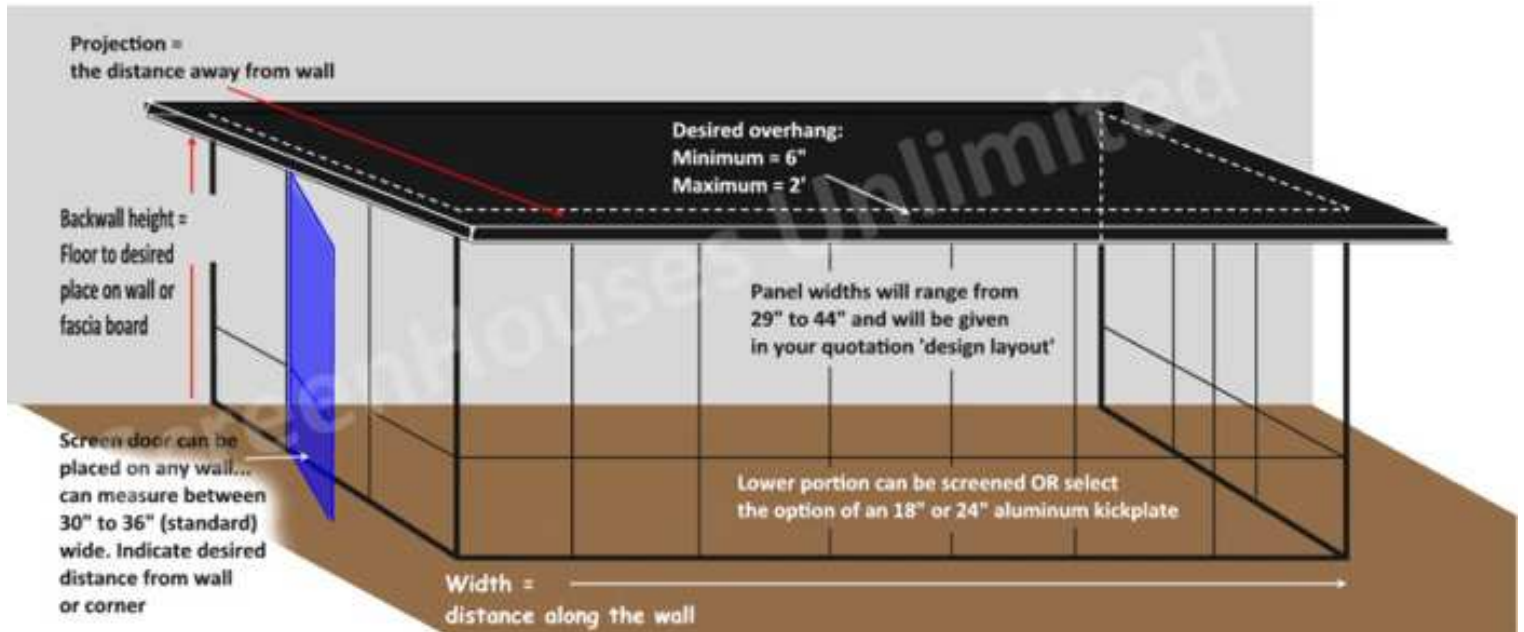 Projection =
the distance away from wall
Desired overhang:
Minimum = 6"
Maximum = 2'
Backwall height =
Floor to desired
place on wall or
fascia board
Panel widths will range from
29" to 44" and will be given
in your quotation 'design layout'
Screen door can be
placed on any wall...
can measure between
30" to 36" (standard)
wide. Indicate desired
distance from wall
or corner
Lower portion can be screened OR select
the option of an 18" or 24" aluminum kickplate
Width =
distance along the wall
ScreenHouses Unlimited